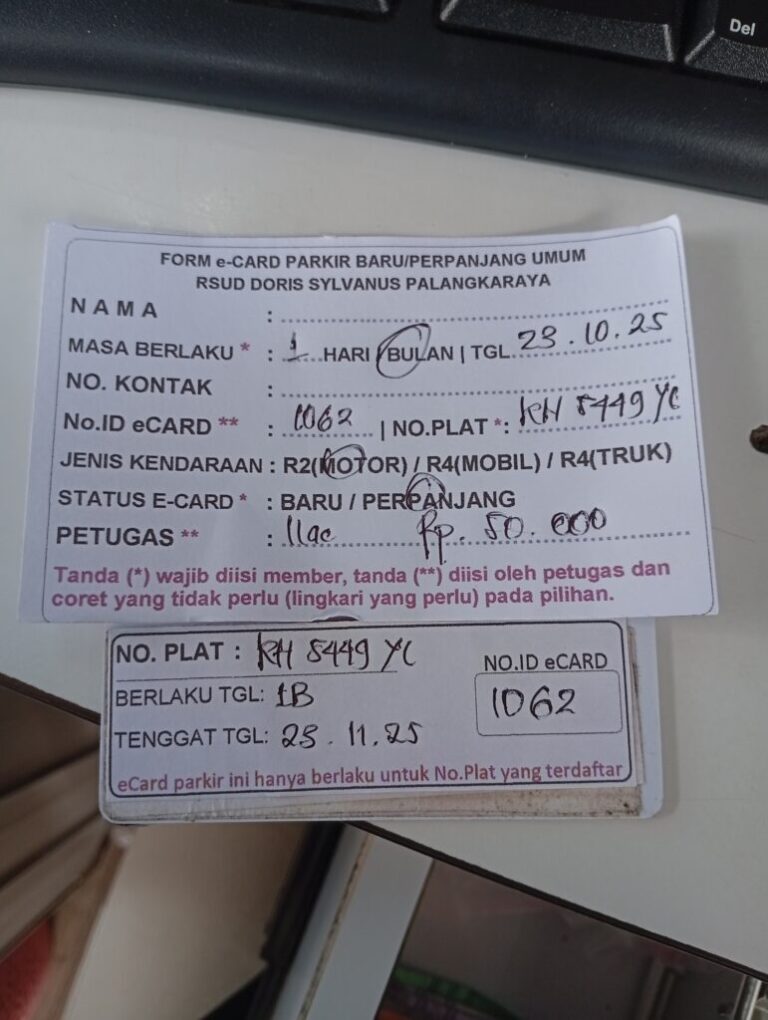 Del
FORM e-CARD PARKIR BARU/PERPANJANG UMUM
RSUD DORIS SYLVANUS PALANGKARAYA
NAMA :
MASA BERLAKU * : 1 HARI / BULAN | TGL. 23.10.25
NO. KONTAK :
No.ID eCARD ** : 1062 | NO.PLAT *: KH 5449 YC
JENIS KENDARAAN : R2(MOTOR) / R4(MOBIL) / R4(TRUK)
STATUS E-CARD * : BARU / PERPANJANG
PETUGAS ** : Rp. 50.000
Tanda (*) wajib diisi member, tanda (**) diisi oleh petugas dan
coret yang tidak perlu (lingkari yang perlu) pada pilihan.
NO. PLAT : KH 5449 YC
NO.ID eCARD
BERLAKU TGL: 1B
1062
TENGGAT TGL: 23.11.25
eCard parkir ini hanya berlaku untuk No.Plat yang terdaftar